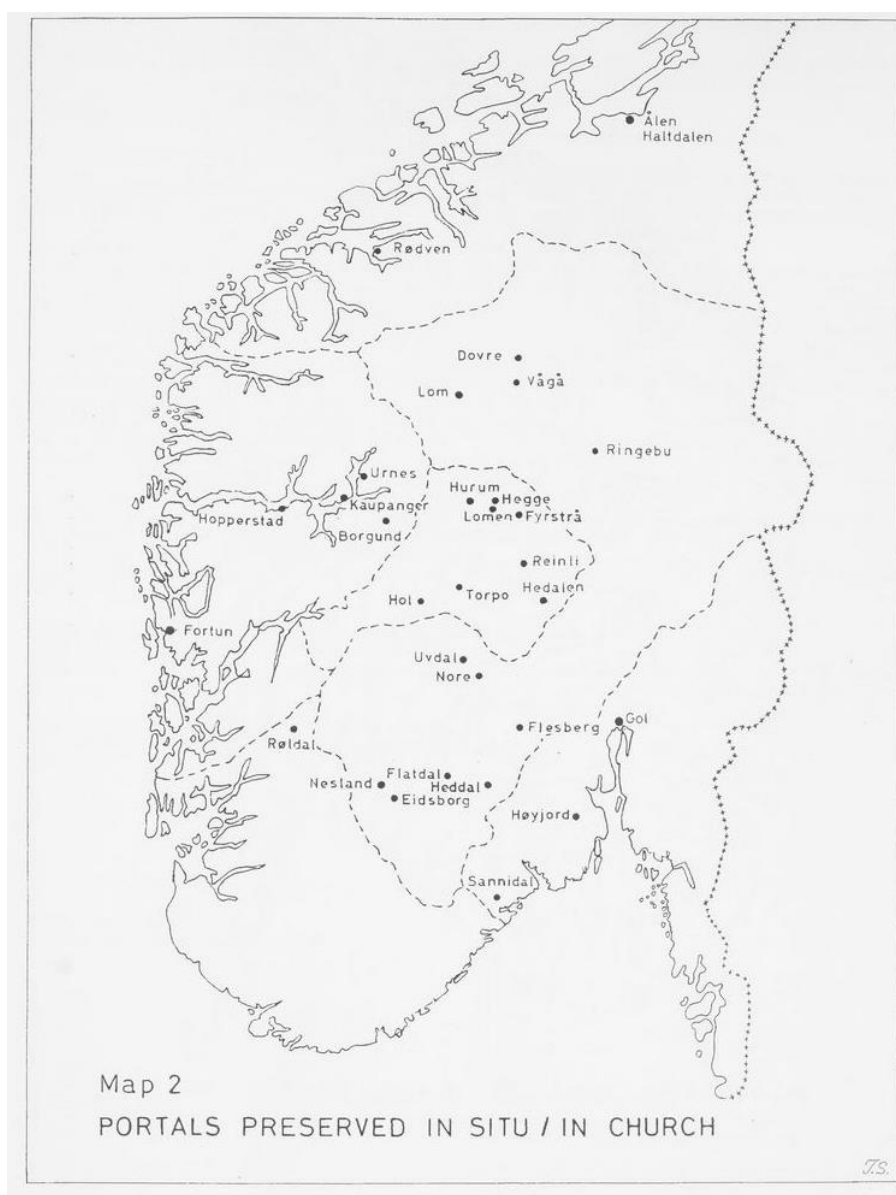 Ålen
Haltdalen
Rødven
Dovre
Vågå
Lom
Ringebu
Urnes
Hurum
Hegge
Kaupanger
Hopperstad
Lomen
Fyrstrå
Borgund
Reinli
Hedalen
Torpo
Hol
Fortun
Uvdal
Nore
Gol
Flesberg
Røldal
Flatdal
Nesland
Heddal
Eidsborg
Høyjord
Sannidal
Map 2
PORTALS PRESERVED IN SITU / IN CHURCH
T.S.